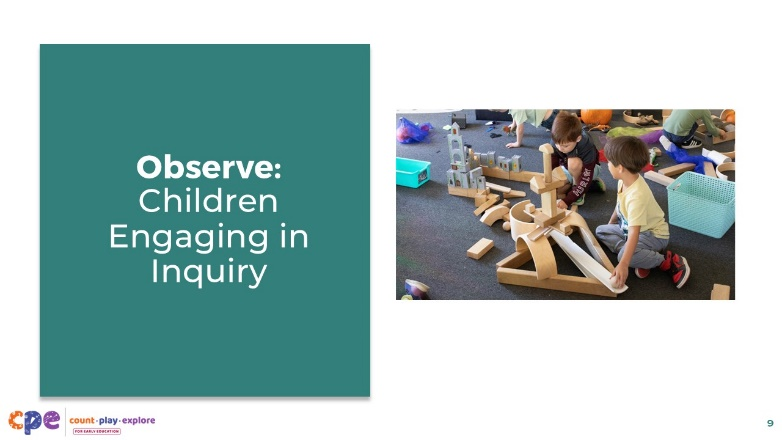 Observe:
Children
Engaging in
Inquiry
cpe
count·play·explore
FOR EARLY EDUCATION
9